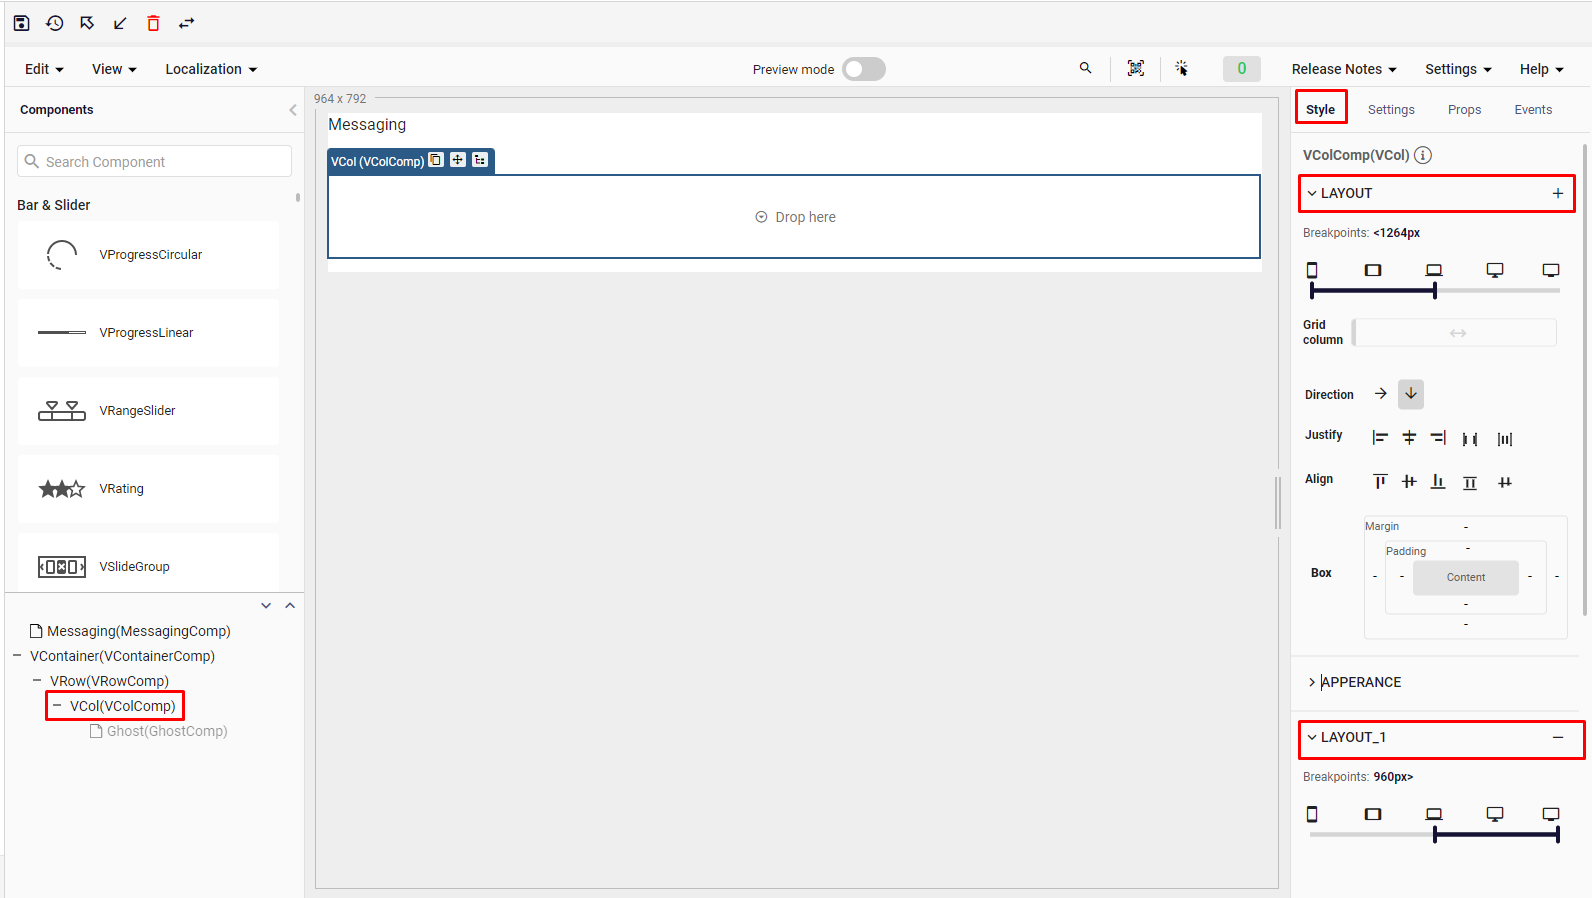 Edit View Localization
Preview mode
0
Release Notes Settings Help
Components
Search Component
Bar & Slider
VProgressCircular
VProgressLinear
VRangeSlider
VRating
VSlideGroup
Messaging(MessagingComp)
VContainer(VContainerComp)
VRow(VRowComp)
VCol(VColComp)
Ghost(GhostComp)
964 x 792
Messaging
VCol (VColComp)
Drop here
Style Settings Props Events
VColComp(VCol)
LAYOUT
Breakpoints: <1264px
Grid
column
Direction
Justify
Align
Margin
-
Padding
-
Box
- - Content - -
-
-
APPERANCE
LAYOUT_1
Breakpoints: 960px>